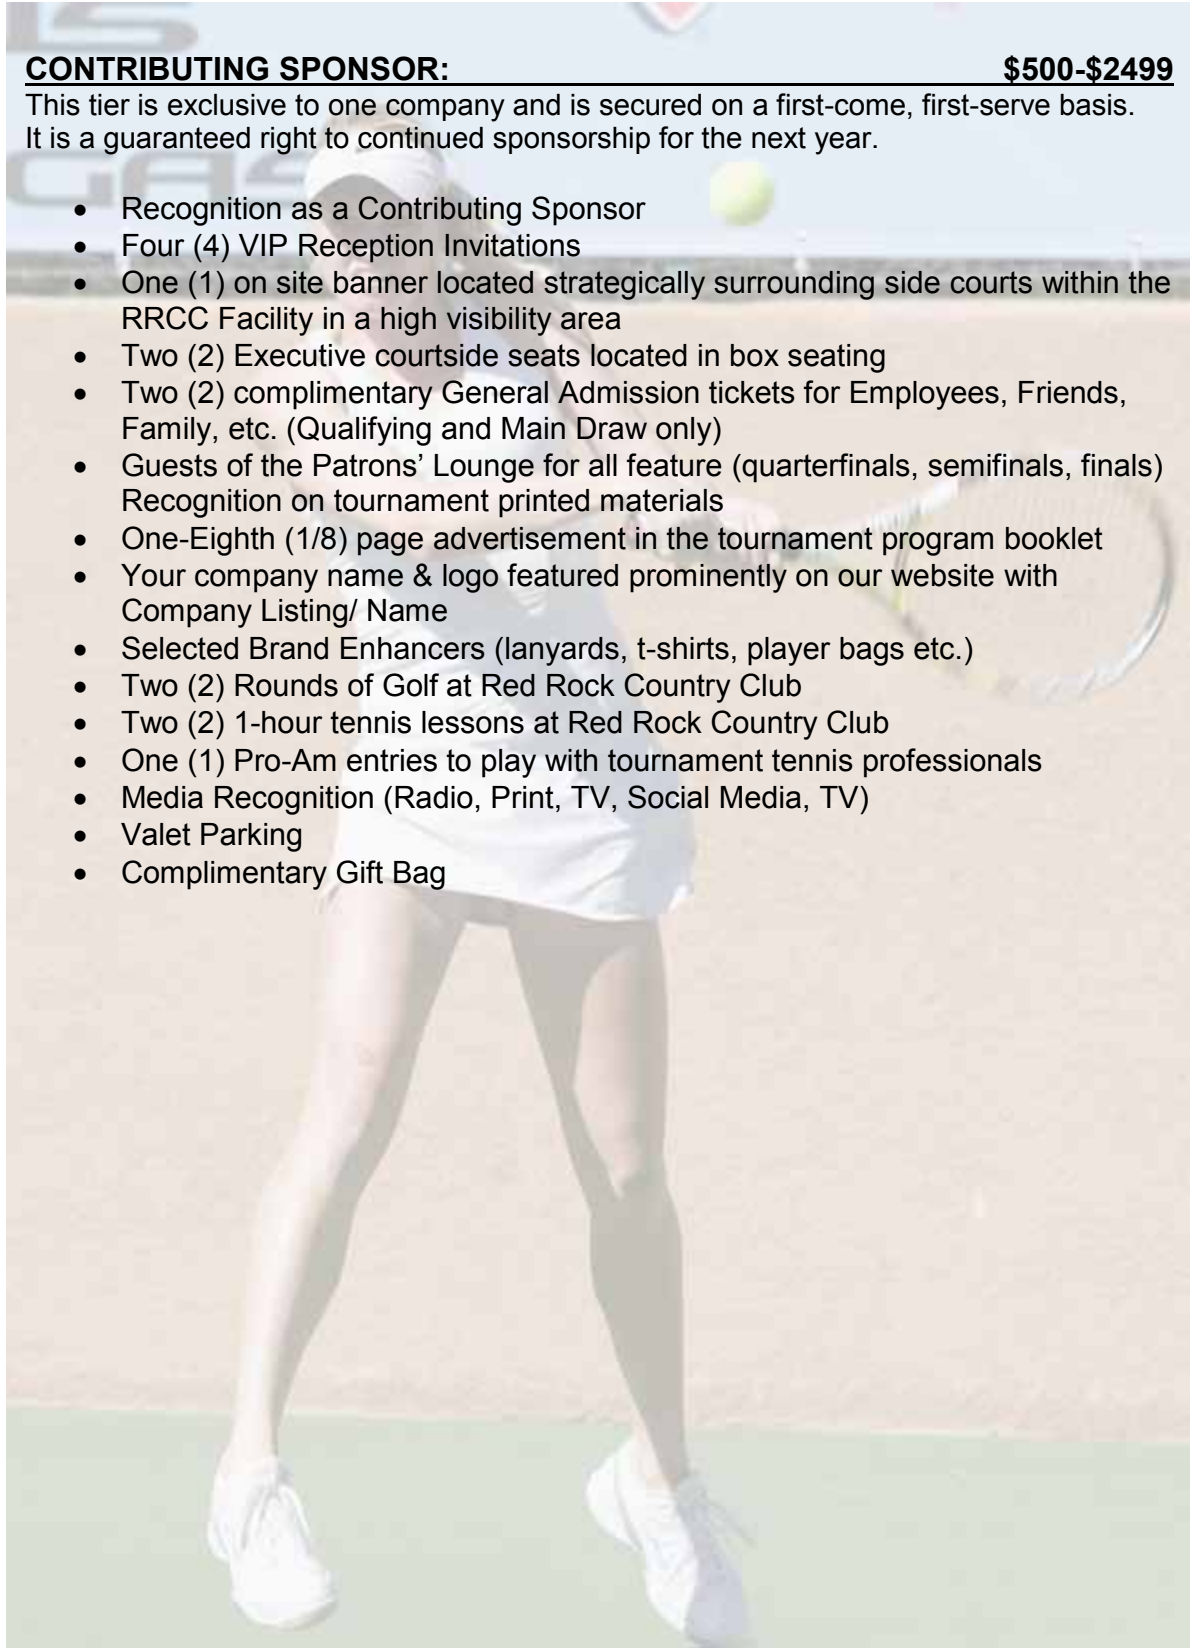 CONTRIBUTING SPONSOR: $500-$2499
This tier is exclusive to one company and is secured on a first-come, first-serve basis.
It is a guaranteed right to continued sponsorship for the next year.
• Recognition as a Contributing Sponsor
• Four (4) VIP Reception Invitations
• One (1) on site banner located strategically surrounding side courts within the
RRCC Facility in a high visibility area
• Two (2) Executive courtside seats located in box seating
• Two (2) complimentary General Admission tickets for Employees, Friends,
Family, etc. (Qualifying and Main Draw only)
• Guests of the Patrons’ Lounge for all feature (quarterfinals, semifinals, finals)
Recognition on tournament printed materials
• One-Eighth (1/8) page advertisement in the tournament program booklet
• Your company name & logo featured prominently on our website with
Company Listing/ Name
• Selected Brand Enhancers (lanyards, t-shirts, player bags etc.)
• Two (2) Rounds of Golf at Red Rock Country Club
• Two (2) 1-hour tennis lessons at Red Rock Country Club
• One (1) Pro-Am entries to play with tournament tennis professionals
• Media Recognition (Radio, Print, TV, Social Media, TV)
• Valet Parking
• Complimentary Gift Bag